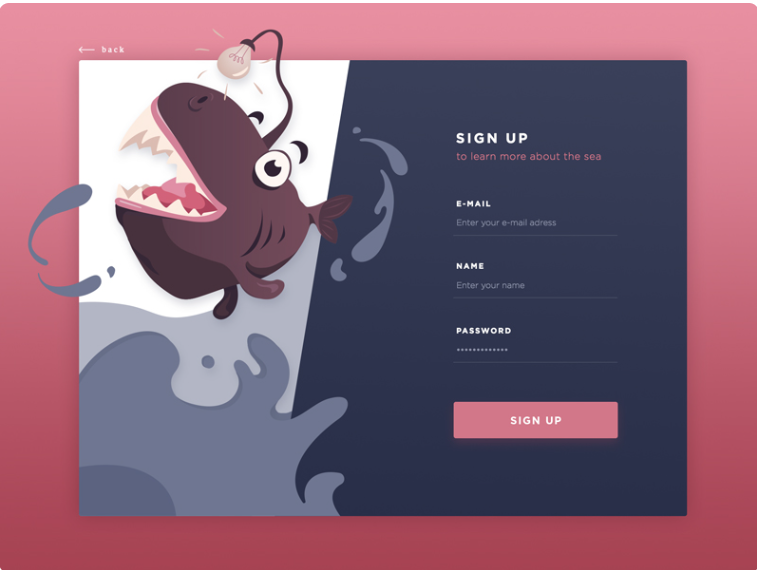 back
SIGN UP
to learn more about the sea
E-MAIL
Enter your e-mail adress
NAME
Enter your name
PASSWORD
•••••••••••••
SIGN UP